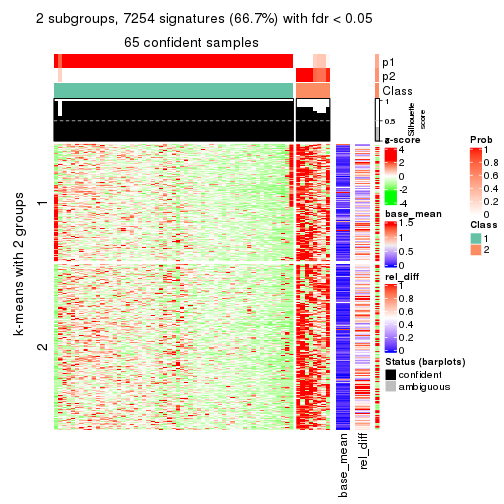 2 subgroups, 7254 signatures (66.7%) with fdr < 0.05
65 confident samples
p1
p2
Class
1
0.5
Silhouette
score
k-means with 2 groups
1
2
base_mean
rel_diff
z-score
4
2
0
-2
-4
base_mean
1.5
1
0.5
0
rel_diff
1
0.8
0.6
0.4
0.2
0
Status (barplots)
confident
ambiguous
Prob
1
0.8
0.6
0.4
0.2
0
Class
1
2